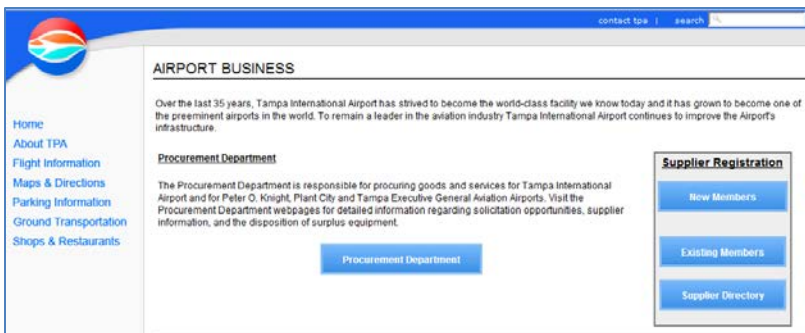 contact tpa | search
AIRPORT BUSINESS
Over the last 35 years, Tampa International Airport has strived to become the world-class facility we know today and it has grown to become one of
the preeminent airports in the world. To remain a leader in the aviation industry Tampa International Airport continues to improve the Airport's
infrastructure.
Home
About TPA
Flight Information
Maps & Directions
Parking Information
Ground Transportation
Shops & Restaurants
Procurement Department
The Procurement Department is responsible for procuring goods and services for Tampa International
Airport and for Peter O. Knight, Plant City and Tampa Executive General Aviation Airports. Visit the
Procurement Department webpages for detailed information regarding solicitation opportunities, supplier
information, and the disposition of surplus equipment.
Procurement Department
Supplier Registration
New Members
Existing Members
Supplier Directory